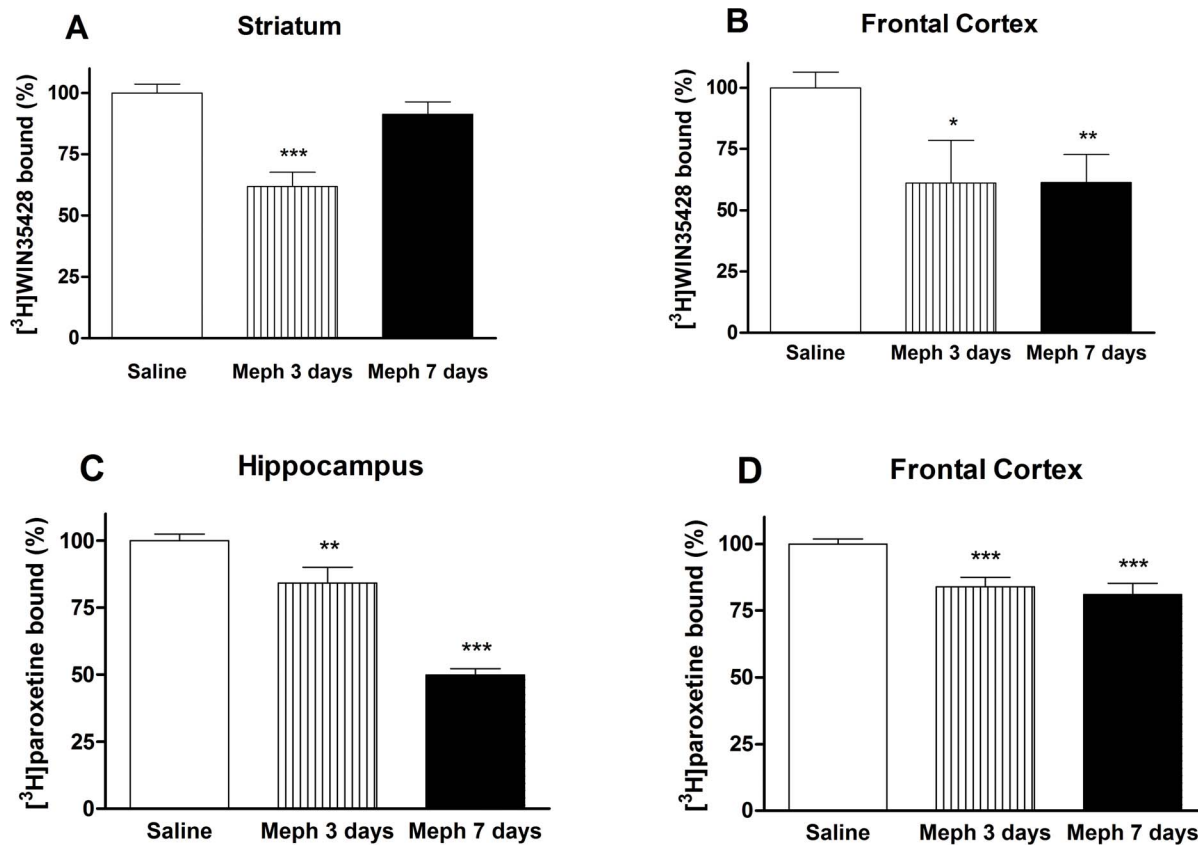 A
Striatum
[³H]WIN35428 bound (%)
100
75
50
25
0
***
Saline
Meph 3 days
Meph 7 days
B
Frontal Cortex
[³H]WIN35428 bound (%)
100
75
50
25
0
*
**
Saline
Meph 3 days
Meph 7 days
C
Hippocampus
[³H]paroxetine bound (%)
100
75
50
25
0
**
***
Saline
Meph 3 days
Meph 7 days
D
Frontal Cortex
[³H]paroxetine bound (%)
100
75
50
25
0
***
***
Saline
Meph 3 days
Meph 7 days